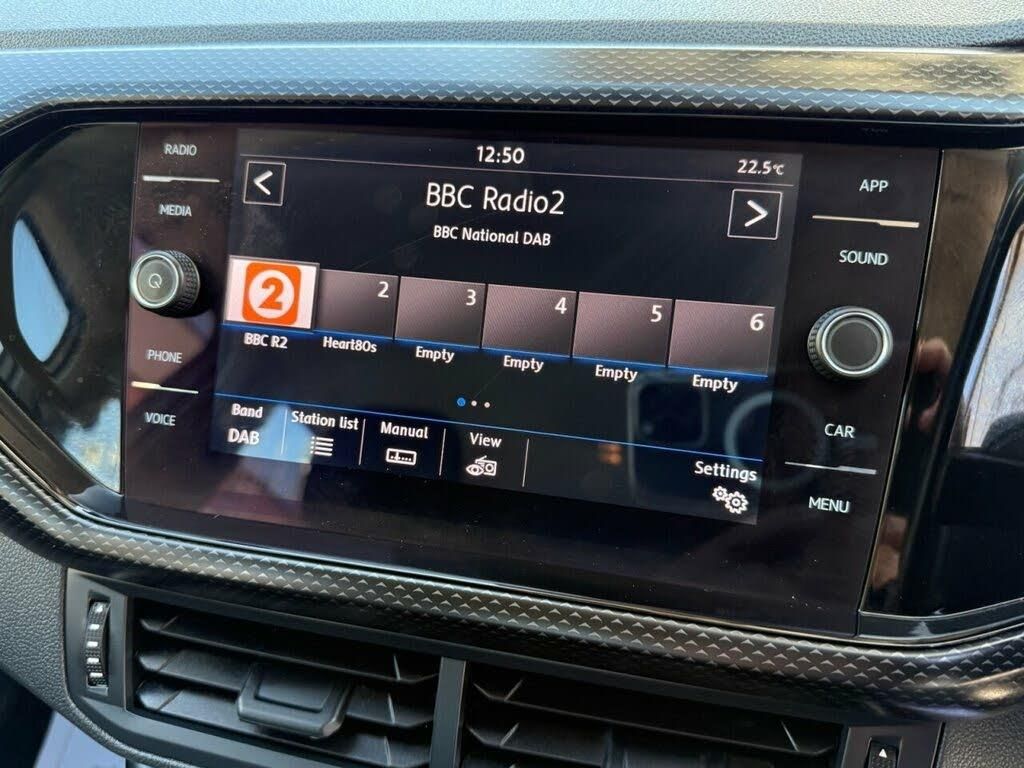 RADIO
MEDIA
PHONE
VOICE
12:50
22.5°C
<
BBC Radio2
>
BBC National DAB
2
2
3
4
5
6
BBC R2
Heart80s
Empty
Empty
Empty
Empty
Band
DAB
Station list
Manual
View
Settings
APP
SOUND
CAR
MENU